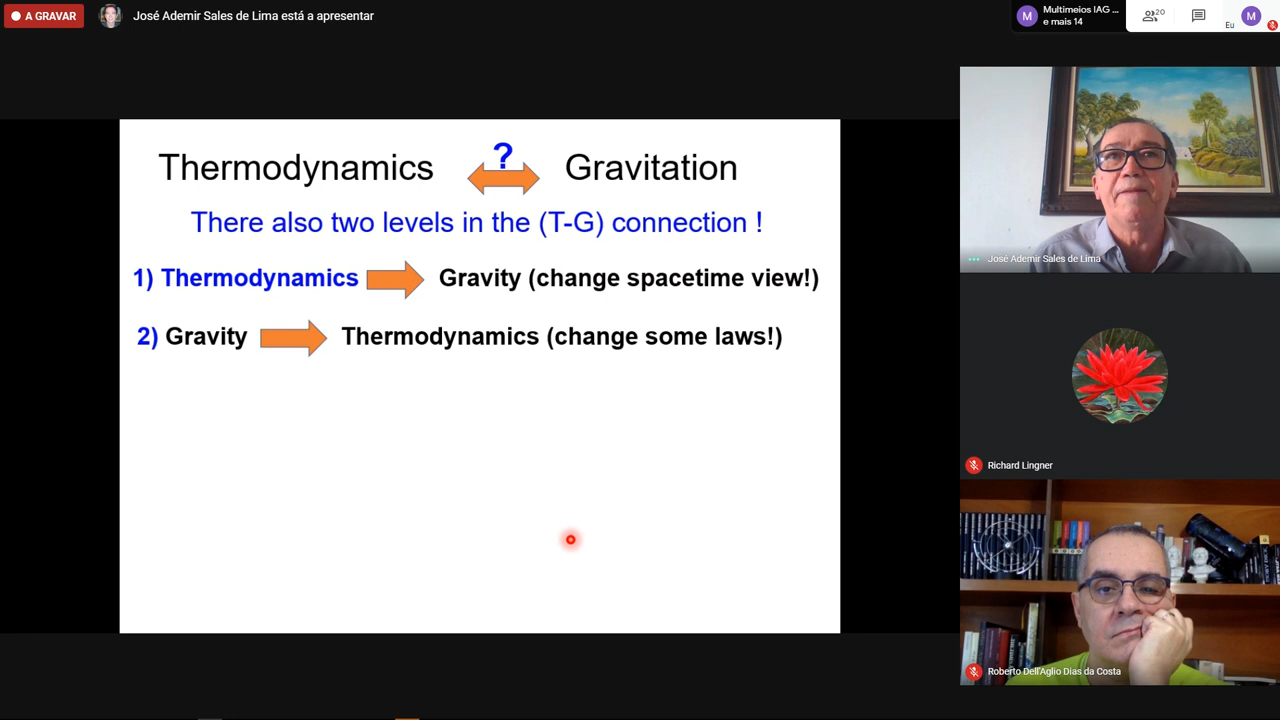 A GRAVAR
José Ademir Sales de Lima está a apresentar
M
Multimeios IAG ...
e mais 14
20
Eu
M
Thermodynamics ? Gravitation
There also two levels in the (T-G) connection !
1) Thermodynamics Gravity (change spacetime view!)
2) Gravity Thermodynamics (change some laws!)
José Ademir Sales de Lima
Richard Lingner
Roberto Dell'Aglio Dias da Costa